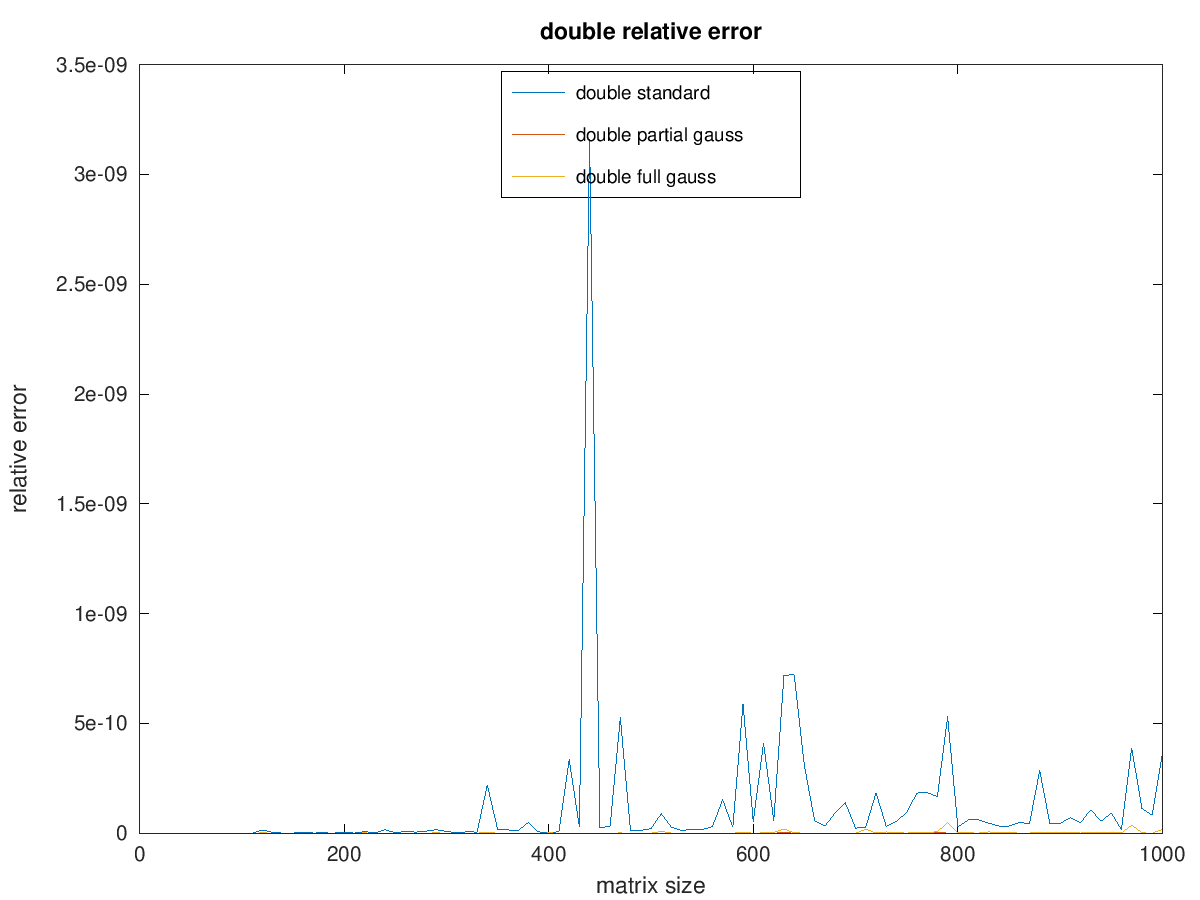 double relative error
3.5e-09
3e-09
2.5e-09
2e-09
1.5e-09
1e-09
5e-10
0
relative error
double standard
double partial gauss
double full gauss
0 200 400 600 800 1000
matrix size